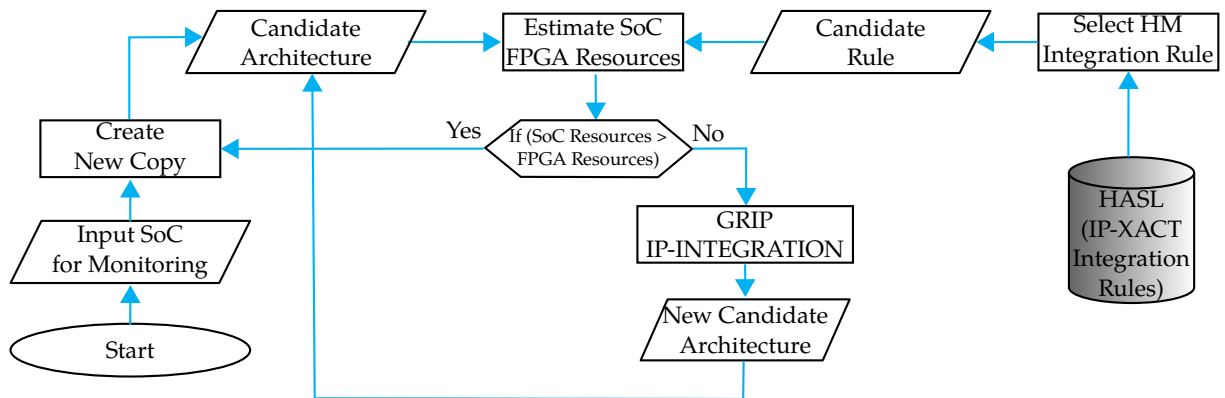 Candidate
Architecture
Estimate SoC
FPGA Resources
Candidate
Rule
Select HM
Integration Rule
Create
New Copy
Yes
If (SoC Resources >
FPGA Resources)
No
Input SoC
for Monitoring
GRIP
IP-INTEGRATION
HASL
(IP-XACT
Integration
Rules)
Start
New Candidate
Architecture